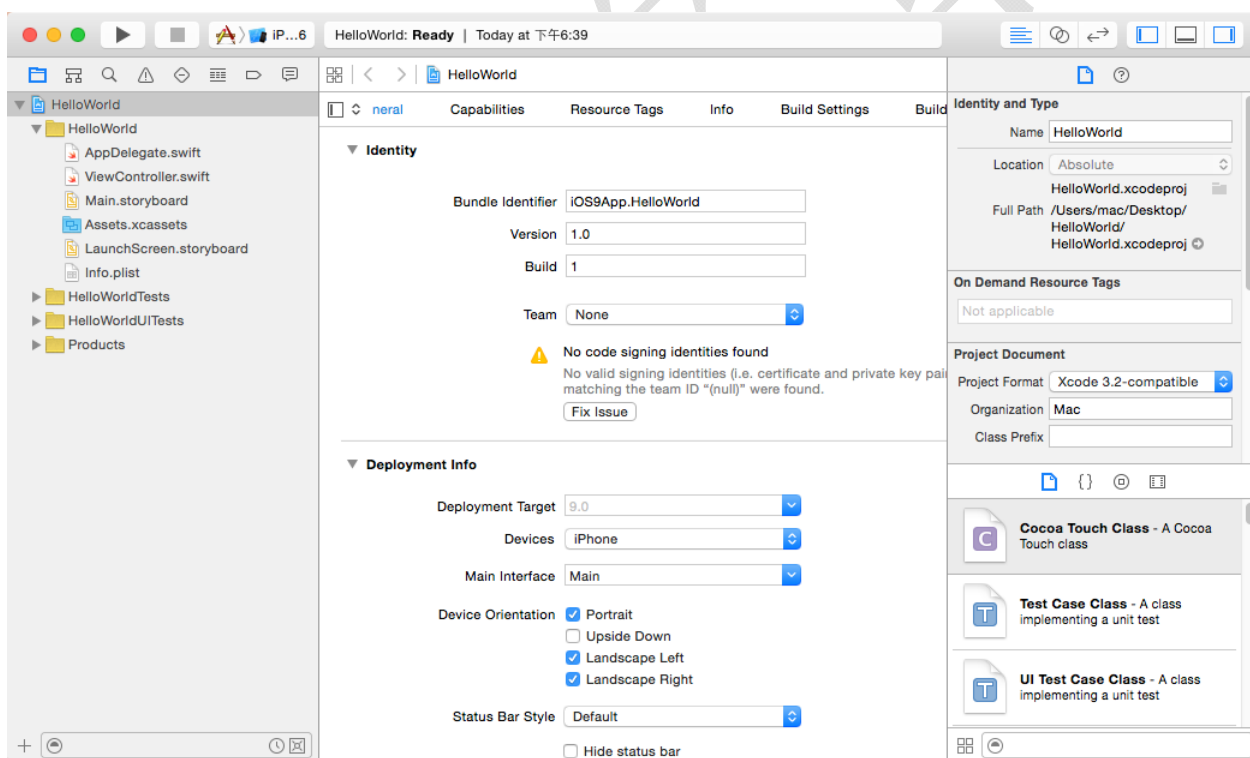 iP...6
HelloWorld: Ready | Today at 下午6:39
HelloWorld
HelloWorld
HelloWorld
AppDelegate.swift
ViewController.swift
Main.storyboard
Assets.xcassets
LaunchScreen.storyboard
Info.plist
HelloWorldTests
HelloWorldUITests
Products
neral Capabilities Resource Tags Info Build Settings Build
Identity
Bundle Identifier iOS9App.HelloWorld
Version 1.0
Build 1
Team None
No code signing identities found
No valid signing identities (i.e. certificate and private key pai
matching the team ID “(null)” were found.
Fix Issue
Deployment Info
Deployment Target 9.0
Devices iPhone
Main Interface Main
Device Orientation Portrait
Upside Down
Landscape Left
Landscape Right
Status Bar Style Default
Hide status bar
Identity and Type
Name HelloWorld
Location Absolute
HelloWorld.xcodeproj
Full Path /Users/mac/Desktop/
HelloWorld/
HelloWorld.xcodeproj
On Demand Resource Tags
Not applicable
Project Document
Project Format Xcode 3.2-compatible
Organization Mac
Class Prefix
{}
C
Cocoa Touch Class - A Cocoa
Touch class
T
Test Case Class - A class
implementing a unit test
T
UI Test Case Class - A class
implementing a unit test